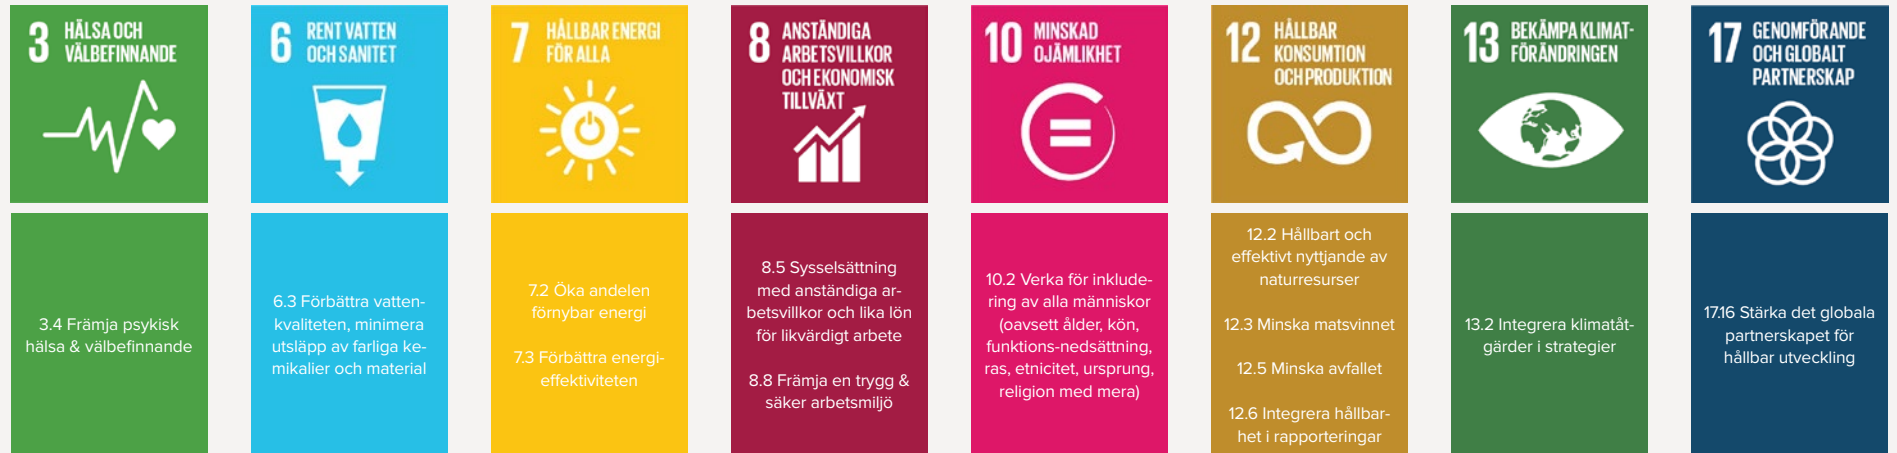 3 HÄLSA OCH
VÄLBEFINNANDE
6 RENT VATTEN
OCH SANITET
7 HÅLLBAR ENERGI
FÖR ALLA
8 ANSTÄNDIGA
ARBETSVILLKOR
OCH EKONOMISK
TILLVÄXT
10 MINSKAD
OJÄMLIKHET
12 HÅLLBAR
KONSUMTION
OCH PRODUKTION
13 BEKÄMPA KLIMAT-
FÖRÄNDRINGEN
17 GENOMFÖRANDE
OCH GLOBALT
PARTNERSKAP
3.4 Främja psykisk
hälsa & välbefinnande
6.3 Förbättra vatten-
kvaliteten, minimera
utsläpp av farliga ke-
mikalier och material
7.2 Öka andelen
förnybar energi
7.3 Förbättra energi-
effektiviteten
8.5 Sysselsättning
med anständiga ar-
betsvillkor och lika lön
för likvärdigt arbete
8.8 Främja en trygg &
säker arbetsmiljö
10.2 Verka för inklude-
ring av alla människor
(oavsett ålder, kön,
funktions-nedsättning,
ras, etnicitet, ursprung,
religion med mera)
12.2 Hållbart och
effektivt nyttjande av
naturresurser
12.3 Minska matsvinnet
12.5 Minska avfallet
12.6 Integrera hållbar-
het i rapporteringar
13.2 Integrera klimatåt-
gärder i strategier
17.16 Stärka det globala
partnerskapet för
hållbar utveckling